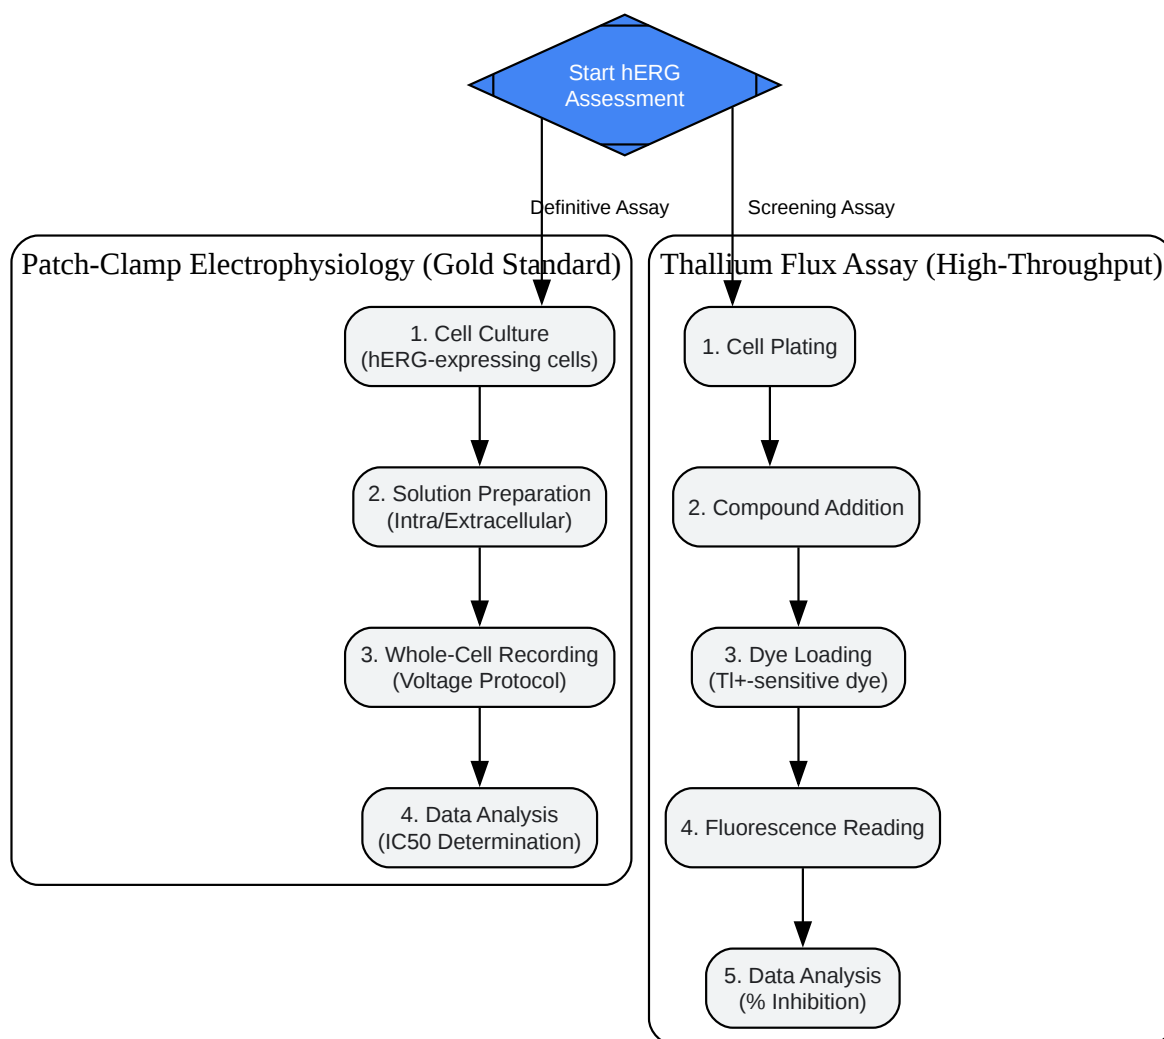 Start hERG
Assessment
Definitive Assay
Screening Assay
Patch-Clamp Electrophysiology (Gold Standard)
1. Cell Culture
(hERG-expressing cells)
2. Solution Preparation
(Intra/Extracellular)
3. Whole-Cell Recording
(Voltage Protocol)
4. Data Analysis
(IC50 Determination)
Thallium Flux Assay (High-Throughput)
1. Cell Plating
2. Compound Addition
3. Dye Loading
(Tl+-sensitive dye)
4. Fluorescence Reading
5. Data Analysis
(% Inhibition)